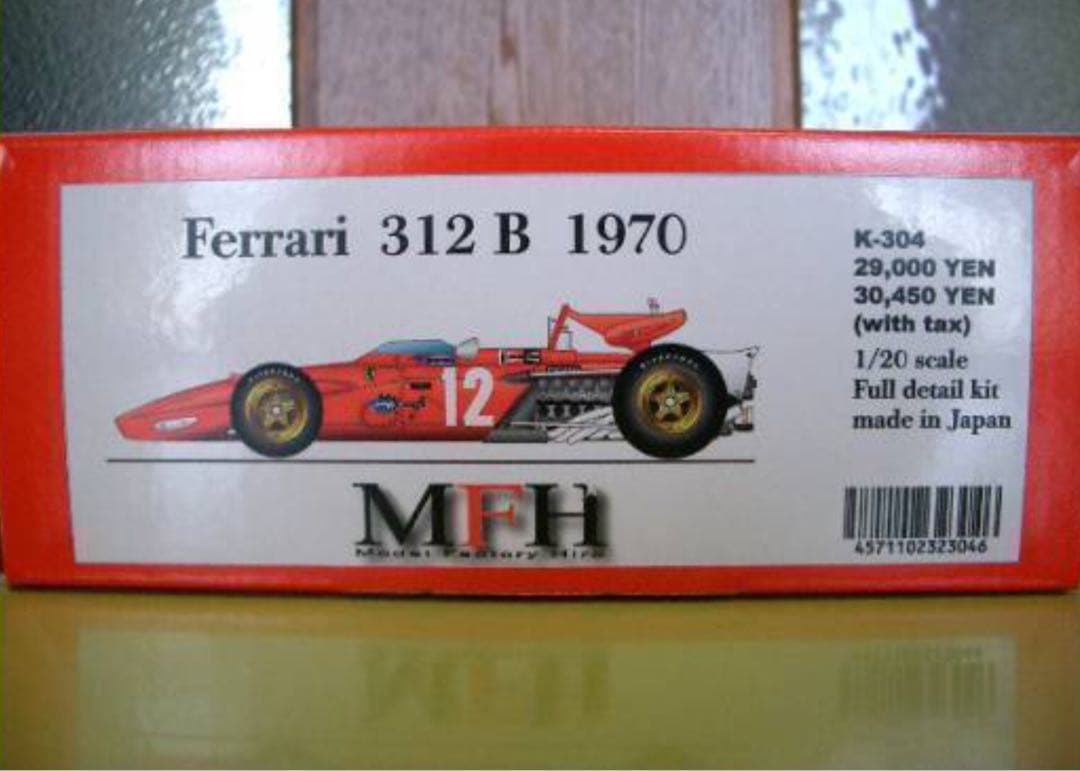 Ferrari 312 B 1970
K-304
29,000 YEN
30,450 YEN
(with tax)
1/20 scale
Full detail kit
made in Japan
12
MFH
Model Factory Hiro
4571102323046